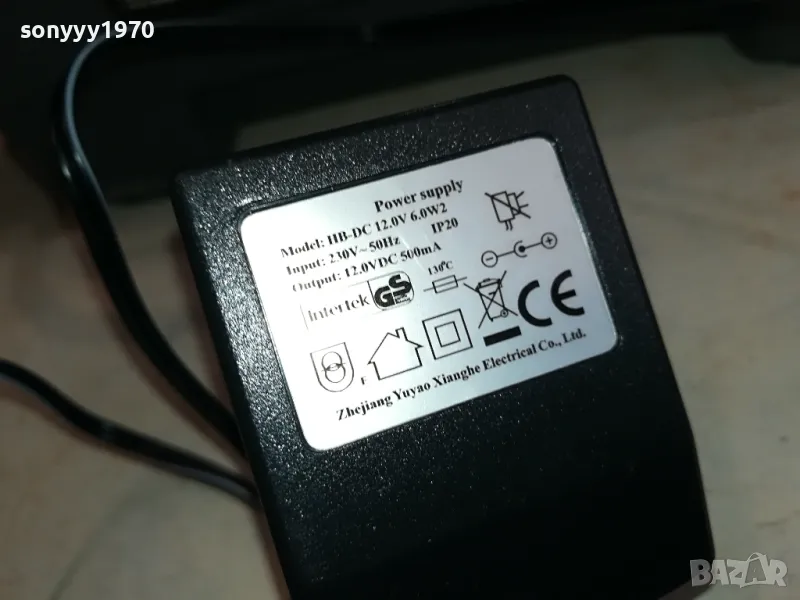 sonyyy1970
Power supply
Model: HB-DC 12.0V 6.0W2
Input: 230V~50Hz IP20
Output: 12.0VDC 500mA
Intertek GS 130°C
CE
F
Zhejiang Yuyao Xianghe Electrical Co., Ltd.
BAZAR